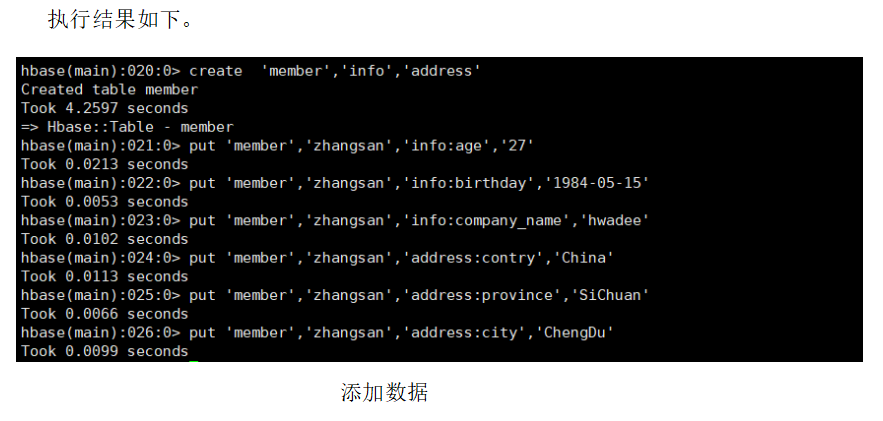 执行结果如下。
hbase(main):020:0> create  'member','info','address'
Created table member
Took 4.2597 seconds
=> Hbase::Table - member
hbase(main):021:0> put 'member','zhangsan','info:age','27'
Took 0.0213 seconds
hbase(main):022:0> put 'member','zhangsan','info:birthday','1984-05-15'
Took 0.0053 seconds
hbase(main):023:0> put 'member','zhangsan','info:company_name','hwadee'
Took 0.0102 seconds
hbase(main):024:0> put 'member','zhangsan','address:contry','China'
Took 0.0113 seconds
hbase(main):025:0> put 'member','zhangsan','address:province','SiChuan'
Took 0.0066 seconds
hbase(main):026:0> put 'member','zhangsan','address:city','ChengDu'
Took 0.0099 seconds
添加数据